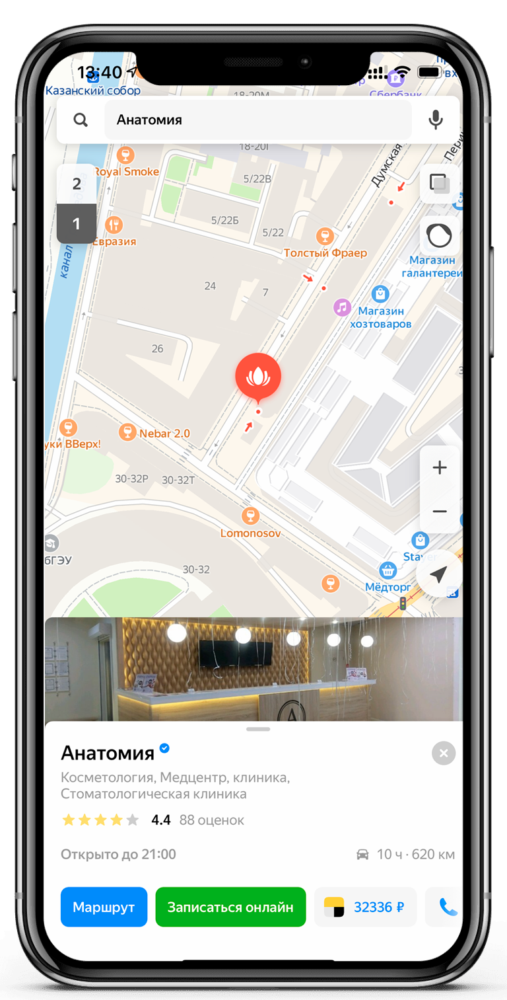 13:40
Казанский собор
Сбербанк
18-20М
Анатомия
18-20Г
Думская
Royal Smoke
5/22В
2
1
5/22Б
5/22
Евразия
Толстый Фраер
канал
Магазин
галантереи
24
7
Магазин
хозтоваров
26
Nebar 2.0
уки ВВерх!
30-32Р
30-32Т
Lomonosov
бГЭУ
30-32
Мёдторг
А
Анатомия
Косметология, Медцентр, клиника,
Стоматологическая клиника
4.4 88 оценок
Открыто до 21:00
10 ч · 620 км
Маршрут
Записаться онлайн
32336 ₽